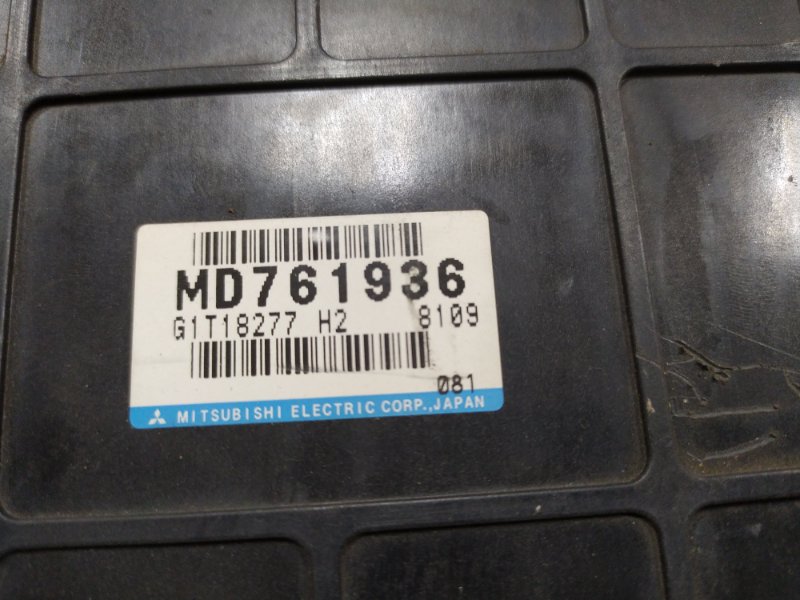 MD761936
G1T18277 H2 8109
081
MITSUBISHI ELECTRIC CORP., JAPAN